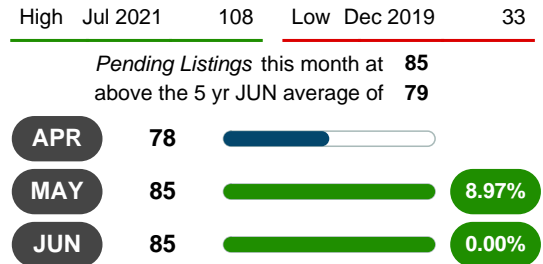 High Jul 2021 108 Low Dec 2019 33
Pending Listings this month at 85
above the 5 yr JUN average of 79
APR 78
MAY 85 8.97%
JUN 85 0.00%